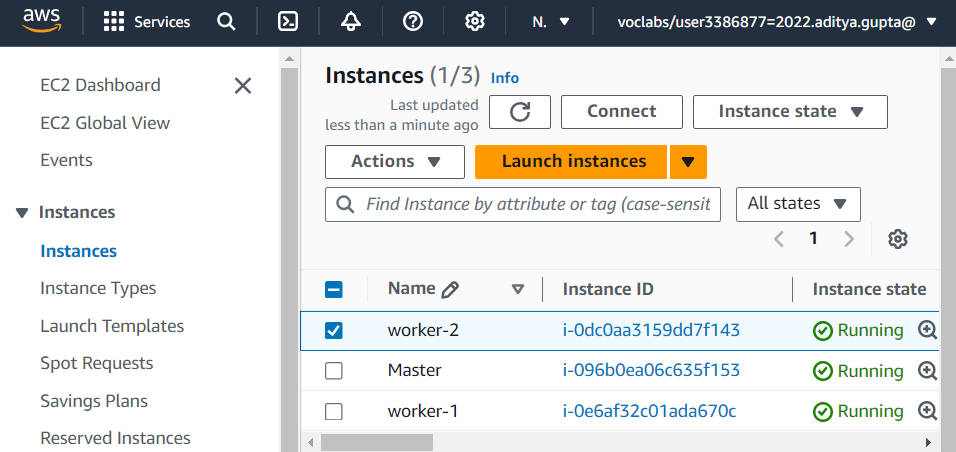 aws Services N. voclabs/user3386877=2022.aditya.gupta@
EC2 Dashboard
EC2 Global View
Events
Instances
Instances
Instance Types
Launch Templates
Spot Requests
Savings Plans
Reserved Instances
Instances (1/3) Info
Last updated
less than a minute ago
Connect
Instance state
Actions
Launch instances
Find Instance by attribute or tag (case-sensit
All states
1
Name Instance ID Instance state
worker-2 i-0dc0aa3159dd7f143 Running
Master i-096b0ea06c635f153 Running
worker-1 i-0e6af32c01ada670c Running